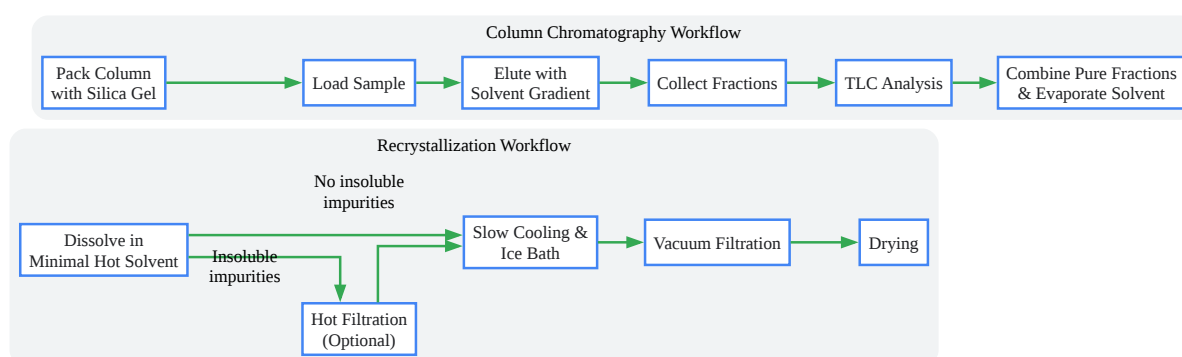 Column Chromatography Workflow
Pack Column
with Silica Gel
Load Sample
Elute with
Solvent Gradient
Collect Fractions
TLC Analysis
Combine Pure Fractions
& Evaporate Solvent
Recrystallization Workflow
No insoluble
impurities
Dissolve in
Minimal Hot Solvent
Insoluble
impurities
Hot Filtration
(Optional)
Slow Cooling &
Ice Bath
Vacuum Filtration
Drying